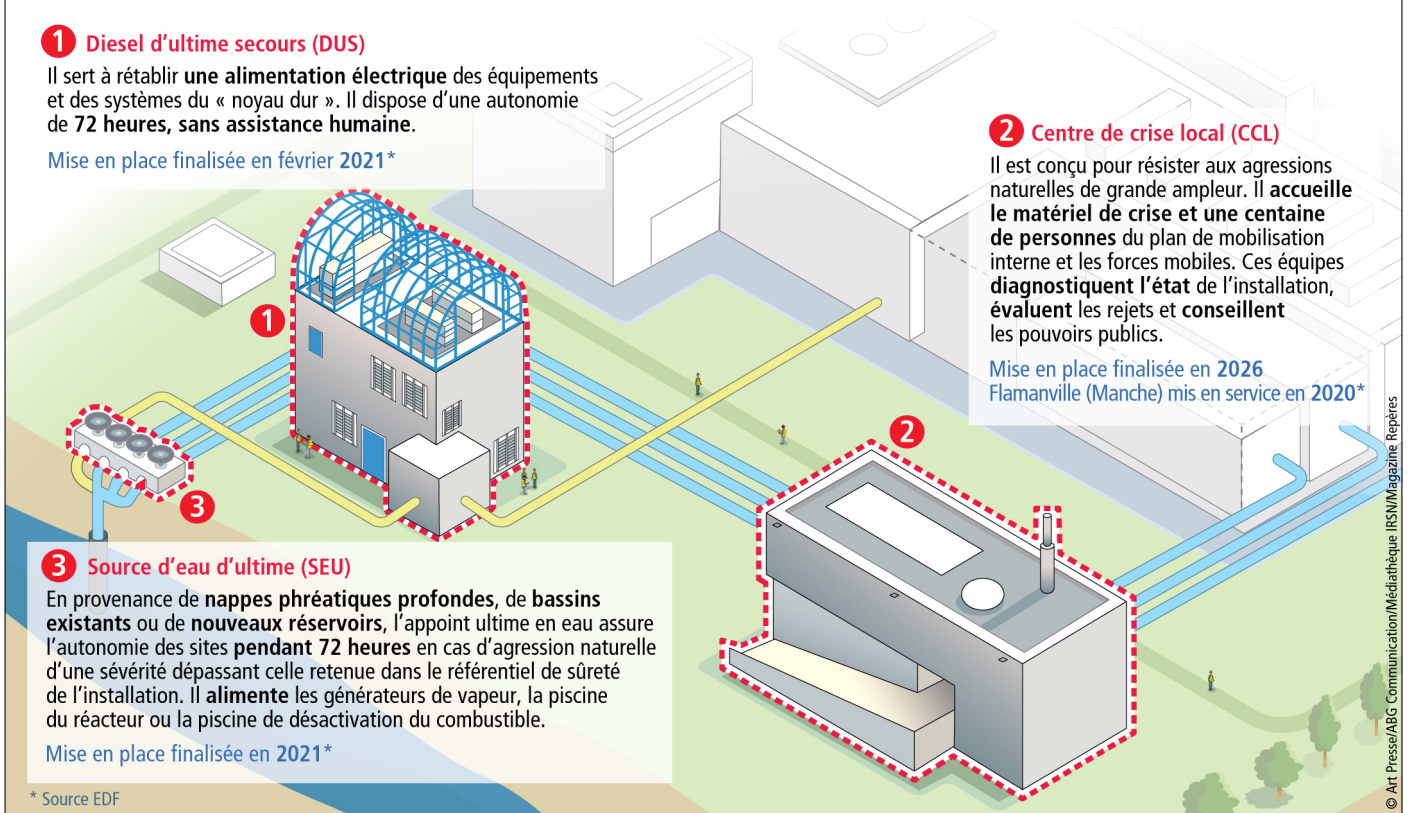 1 Diesel d’ultime secours (DUS)
Il sert à rétablir une alimentation électrique des équipements
et des systèmes du « noyau dur ». Il dispose d’une autonomie
de 72 heures, sans assistance humaine.
Mise en place finalisée en février 2021*
2 Centre de crise local (CCL)
Il est conçu pour résister aux agressions
naturelles de grande ampleur. Il accueille
le matériel de crise et une centaine
de personnes du plan de mobilisation
interne et les forces mobiles. Ces équipes
diagnostiquent l’état de l’installation,
évaluent les rejets et conseillent
les pouvoirs publics.
Mise en place finalisée en 2026
Flamanville (Manche) mis en service en 2020*
1
2
3
3 Source d’eau d’ultime (SEU)
En provenance de nappes phréatiques profondes, de bassins
existants ou de nouveaux réservoirs, l’appoint ultime en eau assure
l’autonomie des sites pendant 72 heures en cas d’agression naturelle
d’une sévérité dépassant celle retenue dans le référentiel de sûreté
de l’installation. Il alimente les générateurs de vapeur, la piscine
du réacteur ou la piscine de désactivation du combustible.
Mise en place finalisée en 2021*
* Source EDF
© Art Presse/ABG Communication/Médiathèque IRSN/Magazine Repères